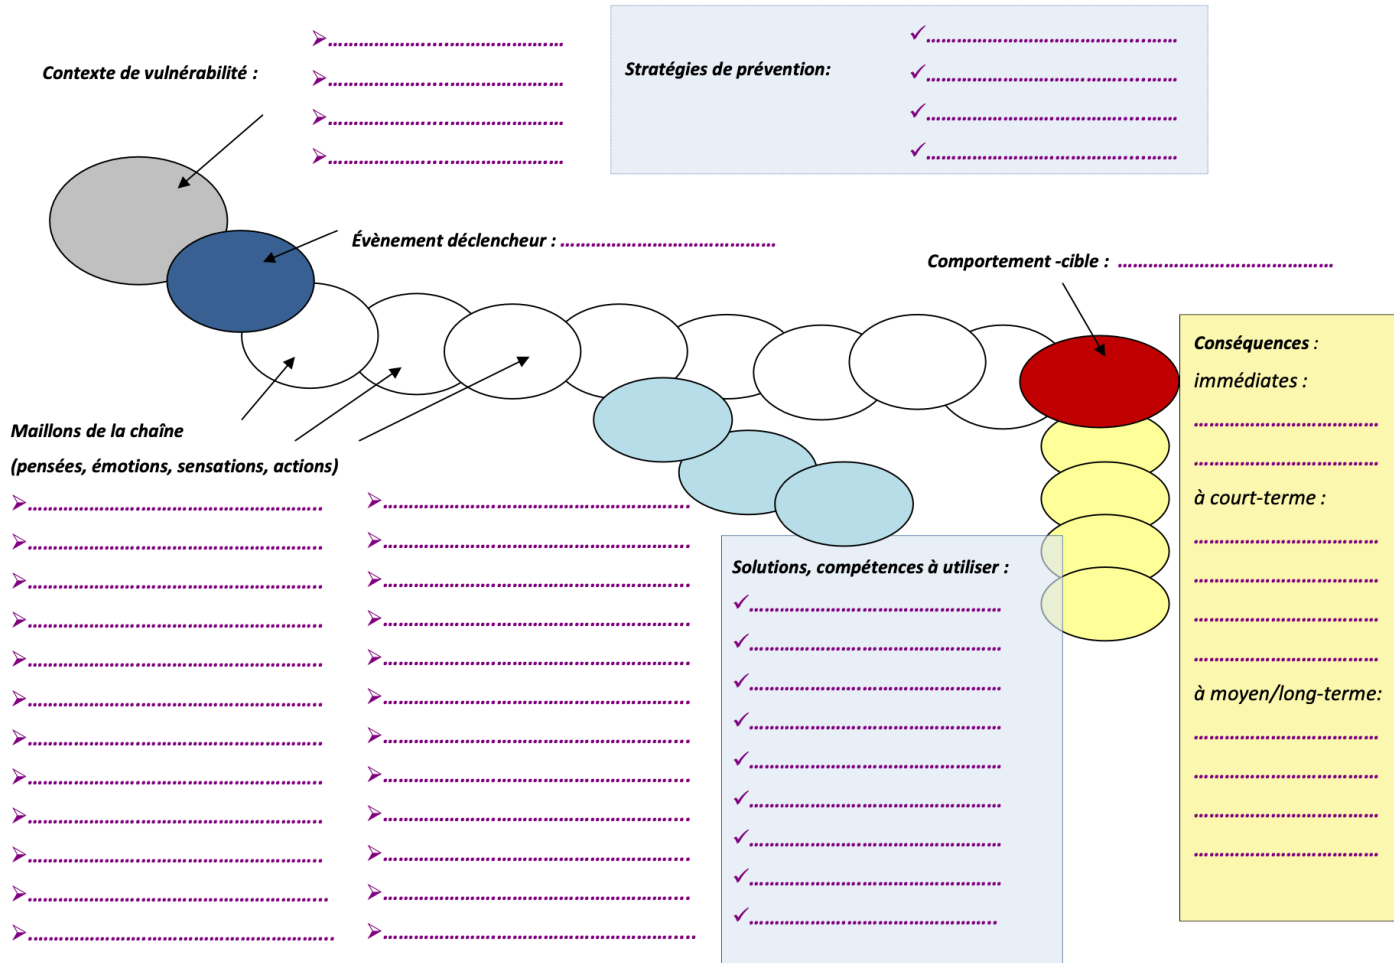 Contexte de vulnérabilité :
Stratégies de prévention:
Évènement déclencheur : ........................................
Comportement -cible : ........................................
Maillons de la chaîne
(pensées, émotions, sensations, actions)
Solutions, compétences à utiliser :
Conséquences :
immédiates :
à court-terme :
à moyen/long-terme: